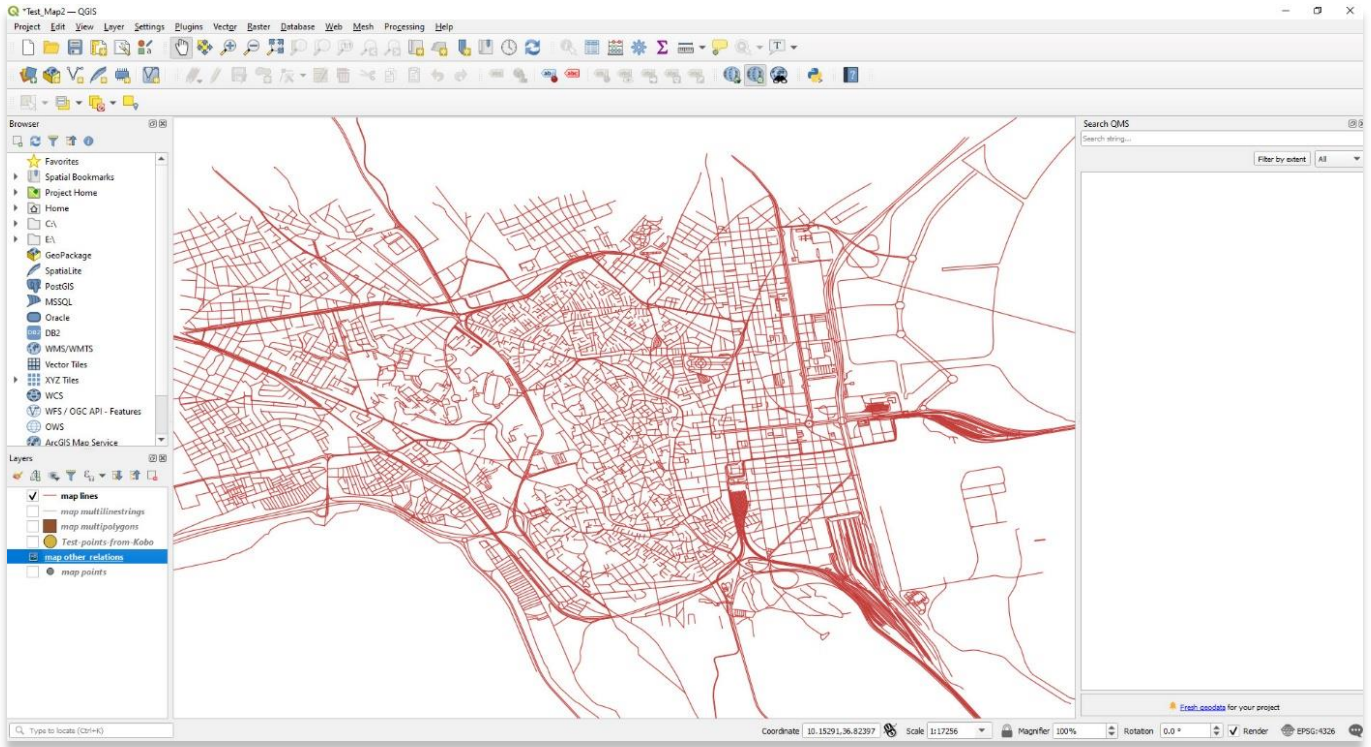 *Test_Map2 — QGIS
Project Edit View Layer Settings Plugins Vector Raster Database Web Mesh Processing Help
Browser
Favorites
Spatial Bookmarks
Project Home
Home
C:\
E:\
GeoPackage
SpatiaLite
PostGIS
MSSQL
Oracle
DB2
WMS/WMTS
Vector Tiles
XYZ Tiles
WCS
WFS / OGC API - Features
OWS
ArcGIS Map Service
Layers
map lines
map multilinestrings
map multipolygons
Test-points-from-Kobo
map other_relations
map points
Search QMS
Search string...
Filter by extent All
Fresh geodata for your project
Type to locate (Ctrl+K) Coordinate 10.15291,36.82397 Scale 1:17256 Magnifier 100% Rotation 0.0 ° Render EPSG:4326